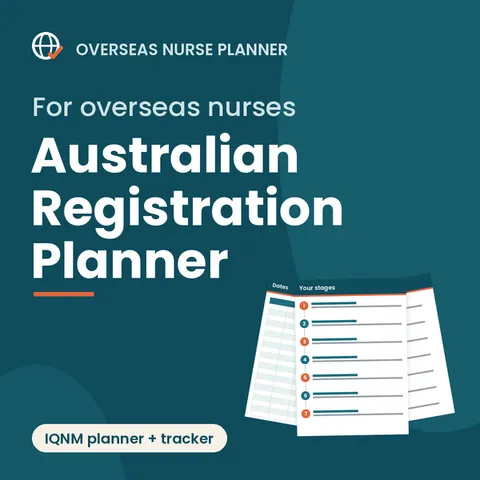 OVERSEAS NURSE PLANNER
For overseas nurses
Australian
Registration
Planner
Dates
Your stages
1
2
3
4
5
6
7
IQNM planner + tracker